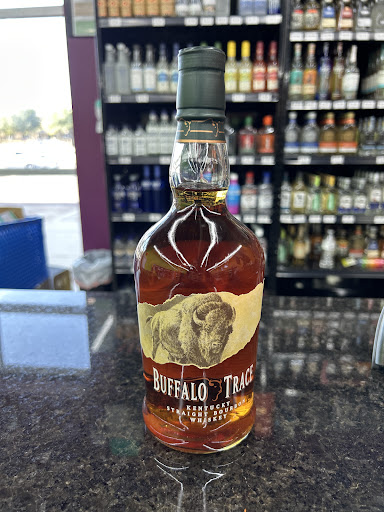 BUFFALO TRACE
KENTUCKY
STRAIGHT BOURBON
WHISKEY